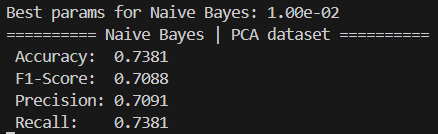 Best params for Naive Bayes: 1.00e-02
========== Naive Bayes | PCA dataset ==========
Accuracy:  0.7381
F1-Score:  0.7088
Precision: 0.7091
Recall:    0.7381